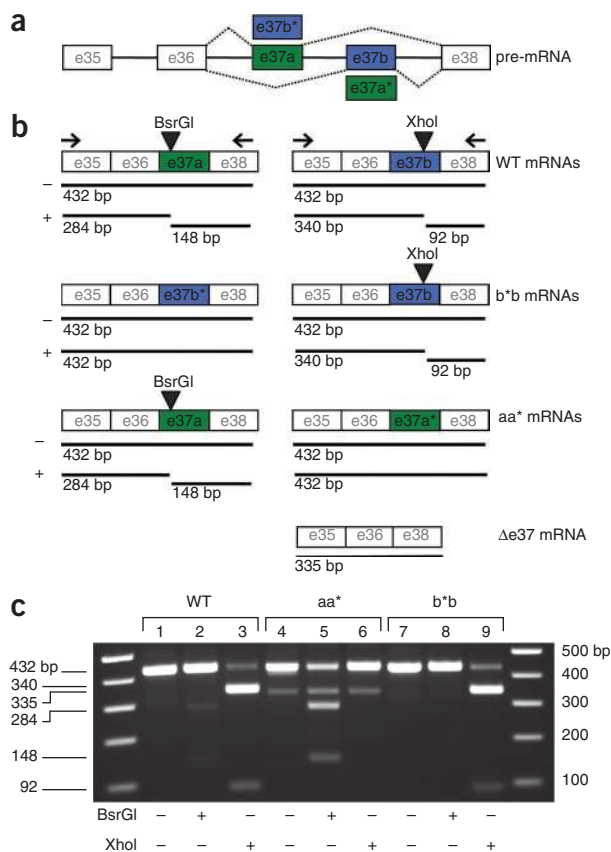 a
e37b*
e35 e36 e37a e37b e38 pre-mRNA
e37a*
b
BsrGI XhoI
e35 e36 e37a e38 e35 e36 e37b e38 WT mRNAs
– 432 bp 432 bp
+ 284 bp 148 bp 340 bp 92 bp
XhoI
e35 e36 e37b* e38 e35 e36 e37b e38 b*b mRNAs
– 432 bp 432 bp
+ 432 bp 340 bp 92 bp
BsrGI
e35 e36 e37a e38 e35 e36 e37a* e38 aa* mRNAs
– 432 bp 432 bp
+ 284 bp 148 bp 432 bp
e35 e36 e38 Δe37 mRNA
335 bp
c
WT aa* b*b
1 2 3 4 5 6 7 8 9
432 bp
340
335
284
148
92
500 bp
400
300
200
100
BsrGI – + – – + – – + –
XhoI – – + – – + – – +